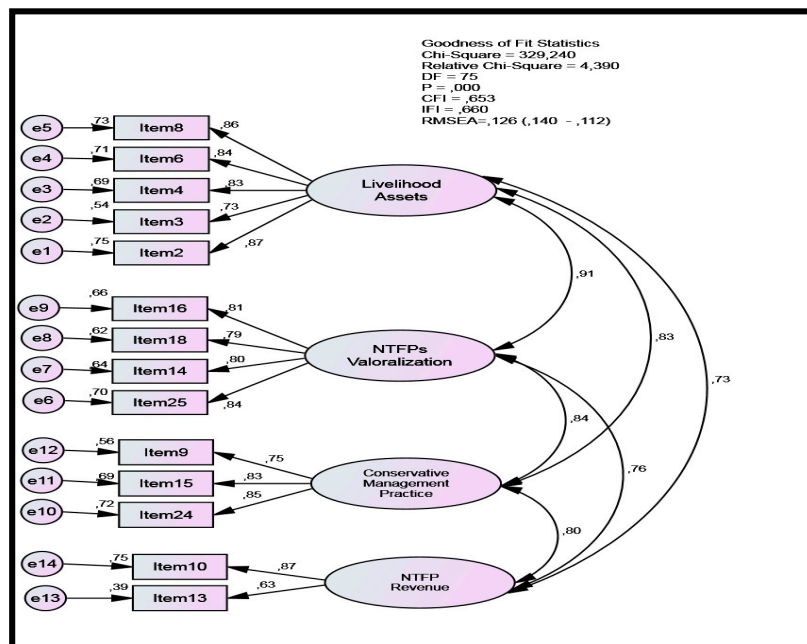 Goodness of Fit Statistics
Chi-Square = 329,240
Relative Chi-Square = 4,390
DF = 75
P = ,000
CFI = ,653
IFI = ,660
RMSEA=,126 (,140 - ,112)
e5 ,73 Item8 ,86
e4 ,71 Item6 ,84
e3 ,69 Item4 ,83
e2 ,54 Item3 ,73
e1 ,75 Item2 ,87
Livelihood
Assets
,91
,83
,73
e9 ,66 Item16 ,81
e8 ,62 Item18 ,79
e7 ,64 Item14 ,80
e6 ,70 Item25 ,84
NTFPs
Valoralization
,84
,76
e12 ,56 Item9 ,75
e11 ,69 Item15 ,83
e10 ,72 Item24 ,85
Conservative
Management
Practice
,80
e14 ,75 Item10 ,87
e13 ,39 Item13 ,63
NTFP
Revenue